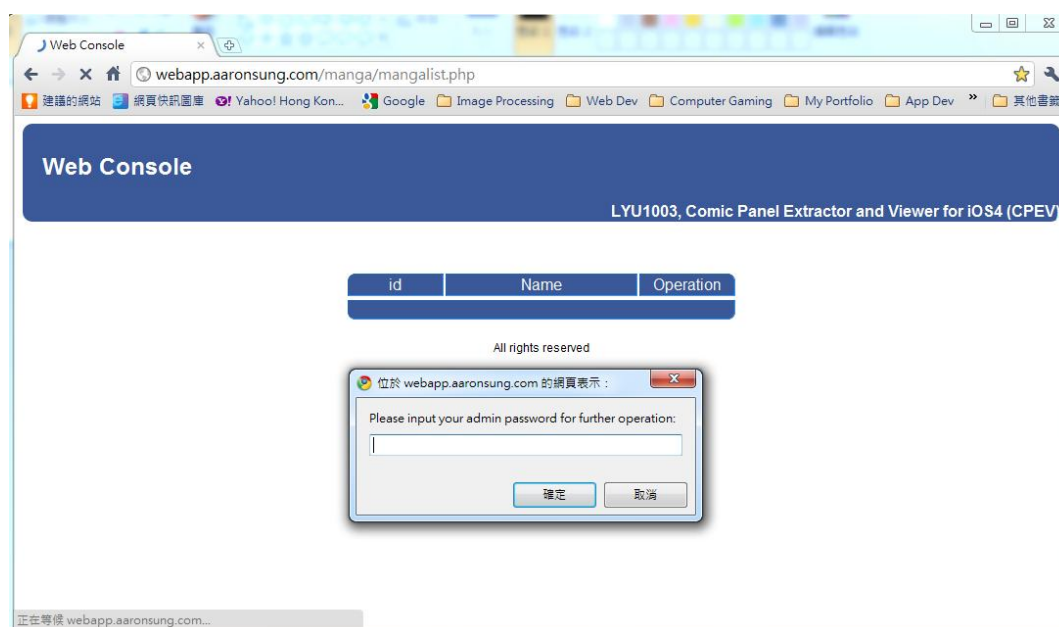 Web Console
webapp.aaronsung.com/manga/mangalist.php
建議的網站 網頁快訊圖庫 Yahoo! Hong Kon... Google Image Processing Web Dev Computer Gaming My Portfolio App Dev » 其他書籤
Web Console
LYU1003, Comic Panel Extractor and Viewer for iOS4 (CPEV)
id Name Operation
All rights reserved
位於 webapp.aaronsung.com 的網頁表示：
Please input your admin password for further operation:
確定 取消
正在等候 webapp.aaronsung.com...